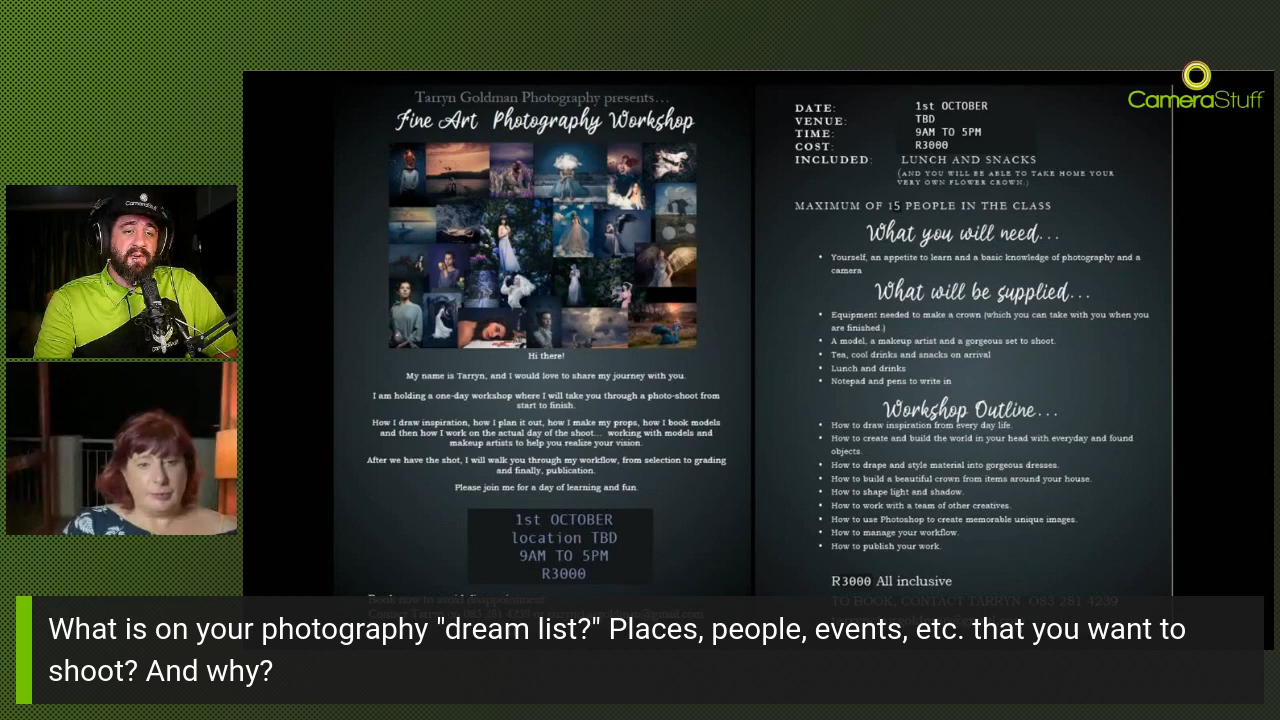 CameraStuff
Tarryn Goldman Photography presents...
Fine Art Photography Workshop
Hi there!
My name is Tarryn, and I would love to share my journey with you.
I am holding a one-day workshop where I will take you through a photo-shoot from
start to finish.
How I draw inspiration, how I plan it out, how I make my props, how I book models
and then how I work on the actual day of the shoot... working with models and
makeup artists to help you realize your vision.
After we have the shot, I will walk you through my workflow, from selection to grading
and finally, publication.
Please join me for a day of learning and fun.
1st OCTOBER
location TBD
9AM TO 5PM
R3000
Book now to avoid disappointment
DATE: 1st OCTOBER
VENUE: TBD
TIME: 9AM TO 5PM
COST: R3000
INCLUDED: LUNCH AND SNACKS
(AND YOU WILL BE ABLE TO TAKE HOME YOUR
VERY OWN FLOWER CROWN.)
MAXIMUM OF 15 PEOPLE IN THE CLASS
What you will need...
• Yourself, an appetite to learn and a basic knowledge of photography and a
camera
What will be supplied...
• Equipment needed to make a crown (which you can take with you when you
are finished.)
• A model, a makeup artist and a gorgeous set to shoot.
• Tea, cool drinks and snacks on arrival
• Lunch and drinks
• Notepad and pens to write in
Workshop Outline...
• How to draw inspiration from every day life.
• How to create and build the world in your head with everyday and found
objects.
• How to drape and style material into gorgeous dresses.
• How to build a beautiful crown from items around your house.
• How to shape light and shadow.
• How to work with a team of other creatives.
• How to use Photoshop to create memorable unique images.
• How to manage your workflow.
• How to publish your work.
R3000 All inclusive
TO BOOK, CONTACT TARRYN 083 281 4239
What is on your photography "dream list?" Places, people, events, etc. that you want to
shoot? And why?